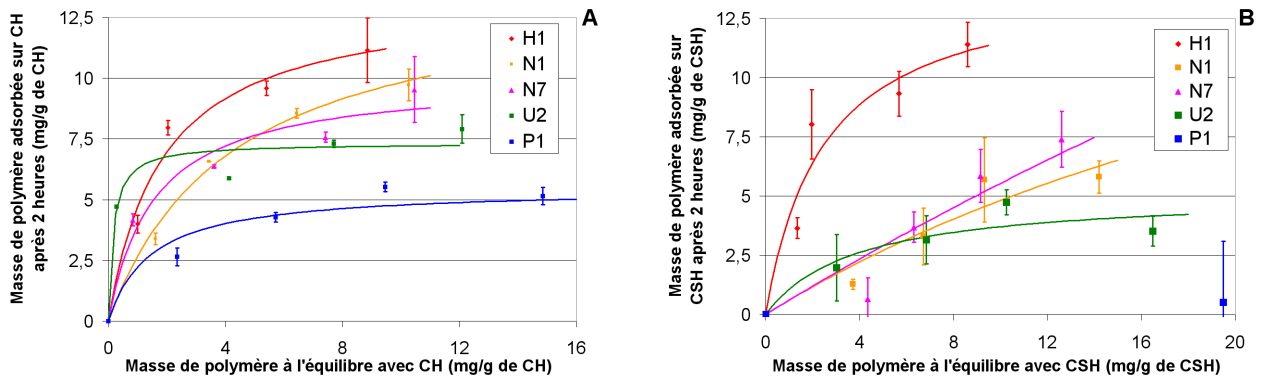 A
Masse de polymère adsorbée sur CH
après 2 heures (mg/g de CH)
12,5
10
7,5
5
2,5
0
0 4 8 12 16
Masse de polymère à l'équilibre avec CH (mg/g de CH)
H1
N1
N7
U2
P1
B
Masse de polymère adsorbée sur
CSH après 2 heures (mg/g de CSH)
12,5
10
7,5
5
2,5
0
0 4 8 12 16 20
Masse de polymère à l'équilibre avec CSH (mg/g de CSH)
H1
N1
N7
U2
P1